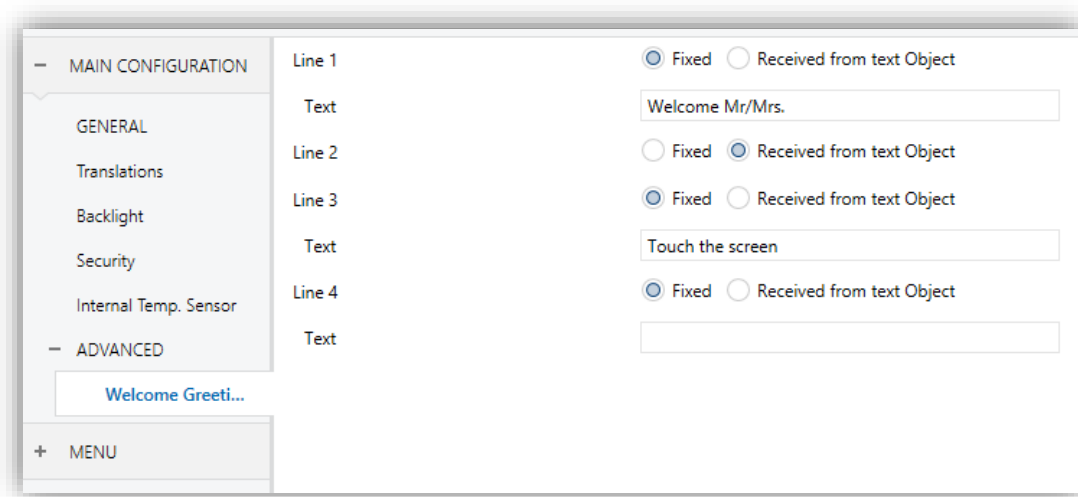 − MAIN CONFIGURATION
GENERAL
Translations
Backlight
Security
Internal Temp. Sensor
− ADVANCED
Welcome Greeti...
+ MENU
Line 1 Fixed Received from text Object
Text Welcome Mr/Mrs.
Line 2 Fixed Received from text Object
Line 3 Fixed Received from text Object
Text Touch the screen
Line 4 Fixed Received from text Object
Text